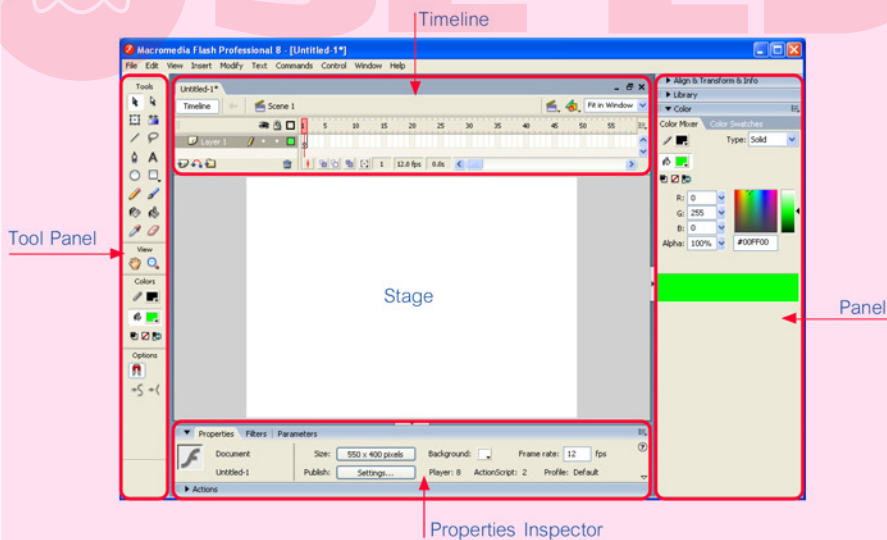 Timeline
Macromedia Flash Professional 8 - [Untitled-1*]
File Edit View Insert Modify Text Commands Control Window Help
Tools
Untitled-1*
Timeline Scene 1 Fit in Window
1 5 10 15 20 25 30 35 40 45 50 55
Layer 1
1 12.0 fps 0.0s
Align & Transform & Info
Library
Color
Color Mixer Color Swatches
Type: Solid
R: 0
G: 255
B: 0
Alpha: 100% #00FF00
Tool Panel
View
Colors
Options
Stage
Panel
Properties Filters Parameters
Document Size: 550 x 400 pixels Background: Frame rate: 12 fps
Untitled-1 Publish: Settings... Player: 8 ActionScript: 2 Profile: Default
Actions
Properties Inspector